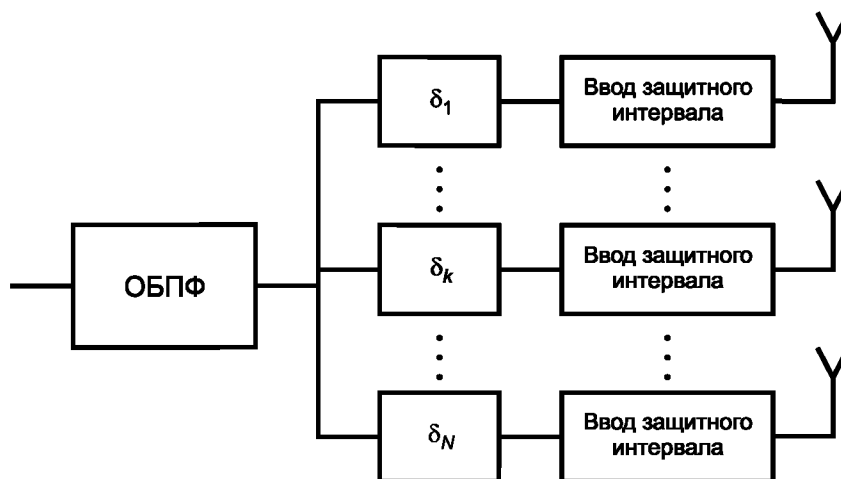 δ1
Ввод защитного
интервала
ОБПФ
δk
Ввод защитного
интервала
δN
Ввод защитного
интервала